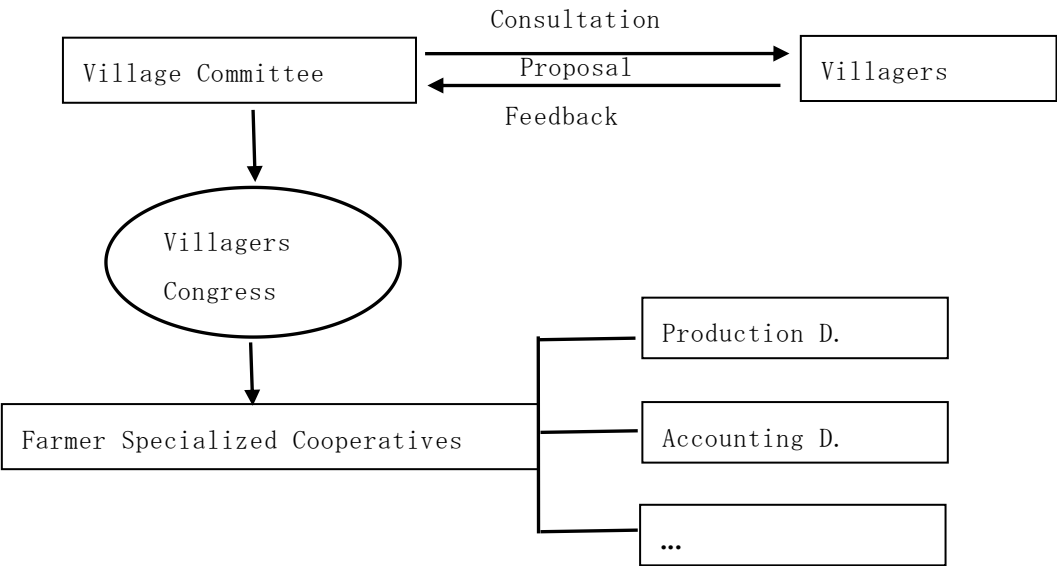 Consultation
Village Committee
Proposal
Villagers
Feedback
Villagers
Congress
Production D.
Farmer Specialized Cooperatives
Accounting D.
…